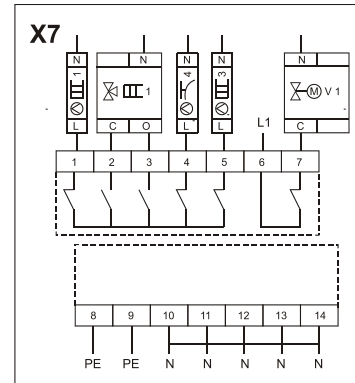 X7
N N N N N
1 1 4 3 M V 1
L C O L L L1 C
1 2 3 4 5 6 7
8 9 10 11 12 13 14
PE PE N N N N N